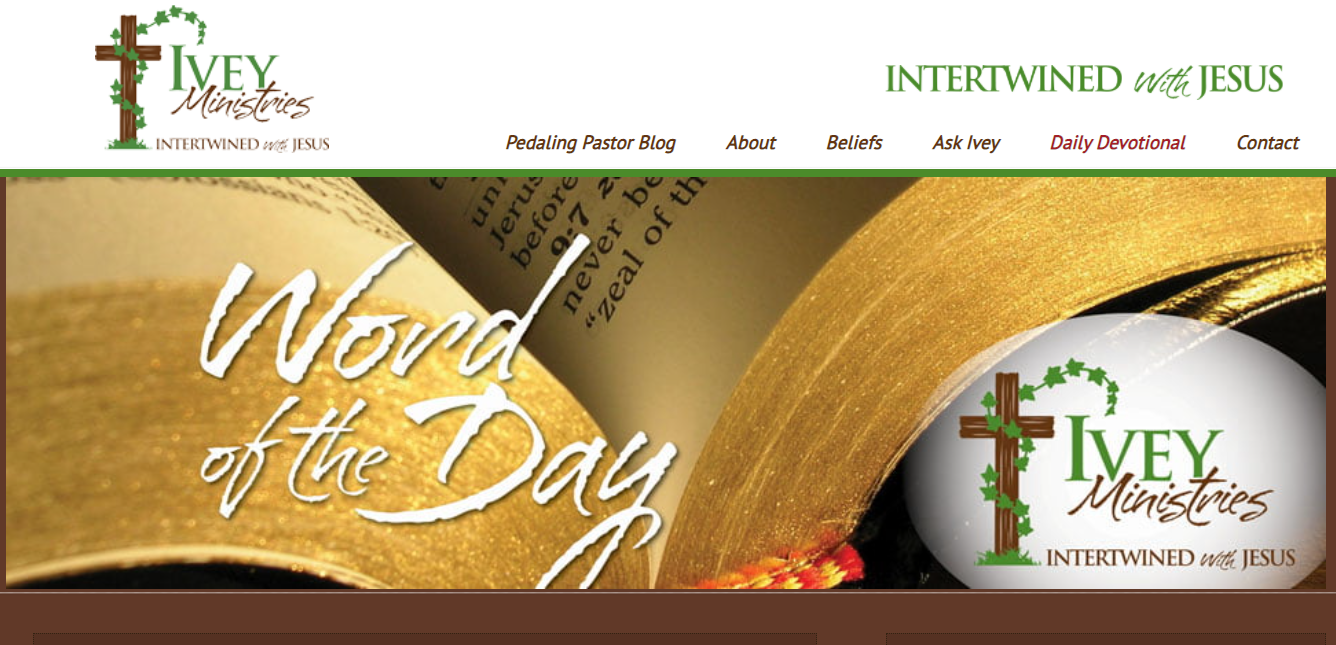 IVEY
Ministries
INTERTWINED With JESUS
INTERTWINED With JESUS
Pedaling Pastor Blog About Beliefs Ask Ivey Daily Devotional Contact
Jerus
before
9:7
never be
"zeal of th
Word
of the Day
IVEY
Ministries
INTERTWINED With JESUS